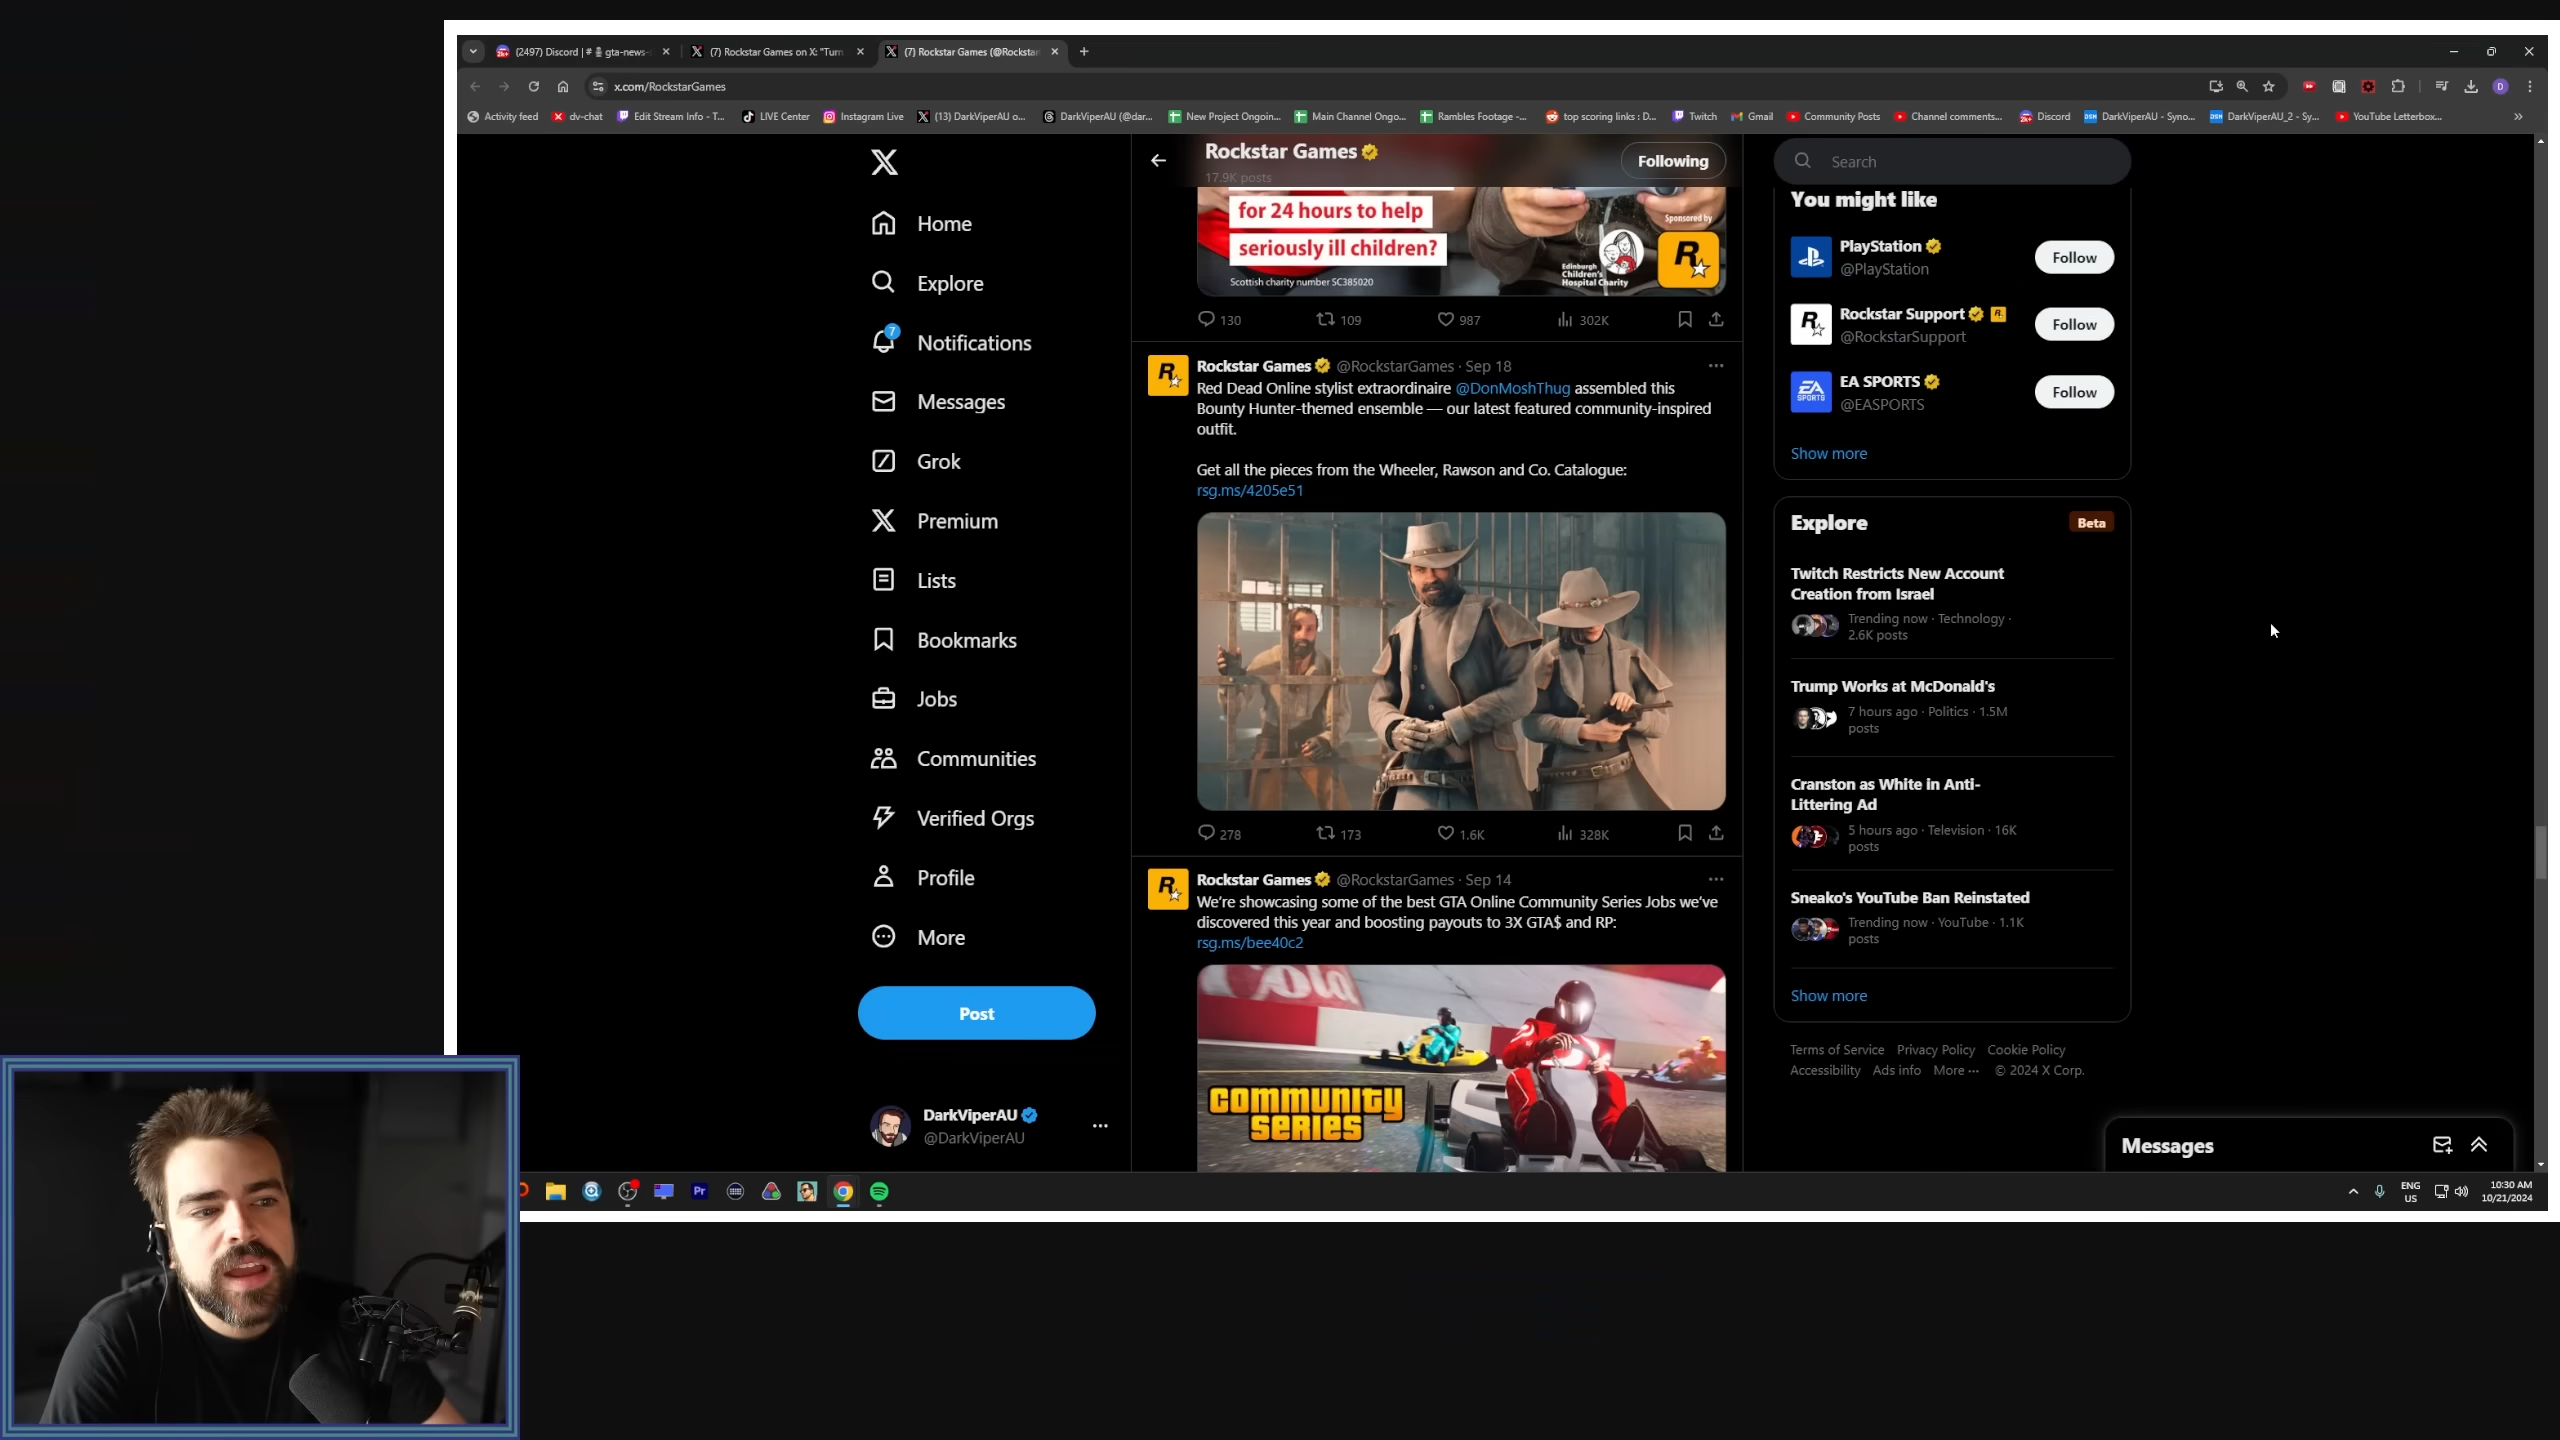 (2497) Discord | #
gta-news-
(7) Rockstar Games on X: "Turn
(7) Rockstar Games (@Rockstar
x.com/RockstarGames
Activity feed
dv-chat
Edit Stream Info - T...
LIVE Center
Instagram Live
(13) DarkViperAU o...
DarkViperAU (@dar...
New Project Ongoin...
Main Channel Ongo...
Rambles Footage -...
top scoring links : D...
Twitch
Gmail
Community Posts
Channel comments...
Discord
DarkViperAU - Syno...
DarkViperAU_2 - Sy...
YouTube Letterbox...
Home
Explore
7
Notifications
Messages
Grok
Premium
Lists
Bookmarks
Jobs
Communities
Verified Orgs
Profile
More
Post
DarkViperAU
@DarkViperAU
Rockstar Games
17.9K posts
Following
for 24 hours to help
seriously ill children?
Scottish charity number SC385020
Sponsored by
Edinburgh
Children's
Hospital Charity
130 109 987 302K
Rockstar Games @RockstarGames · Sep 18
Red Dead Online stylist extraordinaire @DonMoshThug assembled this
Bounty Hunter-themed ensemble — our latest featured community-inspired
outfit.
Get all the pieces from the Wheeler, Rawson and Co. Catalogue:
rsg.ms/4205e51
278 173 1.6K 328K
Rockstar Games @RockstarGames · Sep 14
We're showcasing some of the best GTA Online Community Series Jobs we've
discovered this year and boosting payouts to 3X GTA$ and RP:
rsg.ms/bee40c2
COMMUNITY
SERIES
Search
You might like
PlayStation
@PlayStation
Follow
Rockstar Support
@RockstarSupport
Follow
EA SPORTS
@EASPORTS
Follow
Show more
Explore
Beta
Twitch Restricts New Account
Creation from Israel
Trending now · Technology ·
2.6K posts
Trump Works at McDonald's
7 hours ago · Politics · 1.5M
posts
Cranston as White in Anti-
Littering Ad
5 hours ago · Television · 16K
posts
Sneako's YouTube Ban Reinstated
Trending now · YouTube · 1.1K
posts
Show more
Terms of Service Privacy Policy Cookie Policy
Accessibility Ads info More ··· © 2024 X Corp.
Messages
Pr
ENG
US
10:30 AM
10/21/2024